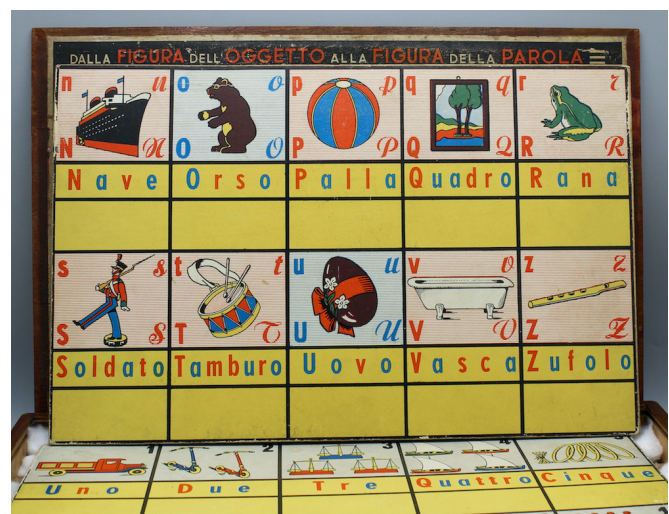 DALLA FIGURA DELL'OGGETTO ALLA FIGURA DELLA PAROLA
n n o o p p q q r r
N N O O P P Q Q R R
Nave Orso Palla Quadro Rana
s s t t u u v v z z
S S T T U U V V Z Z
Soldato Tamburo Uovo Vasca Zufolo
1 2 3 4 5
Uno Due Tre Quattro Cinque